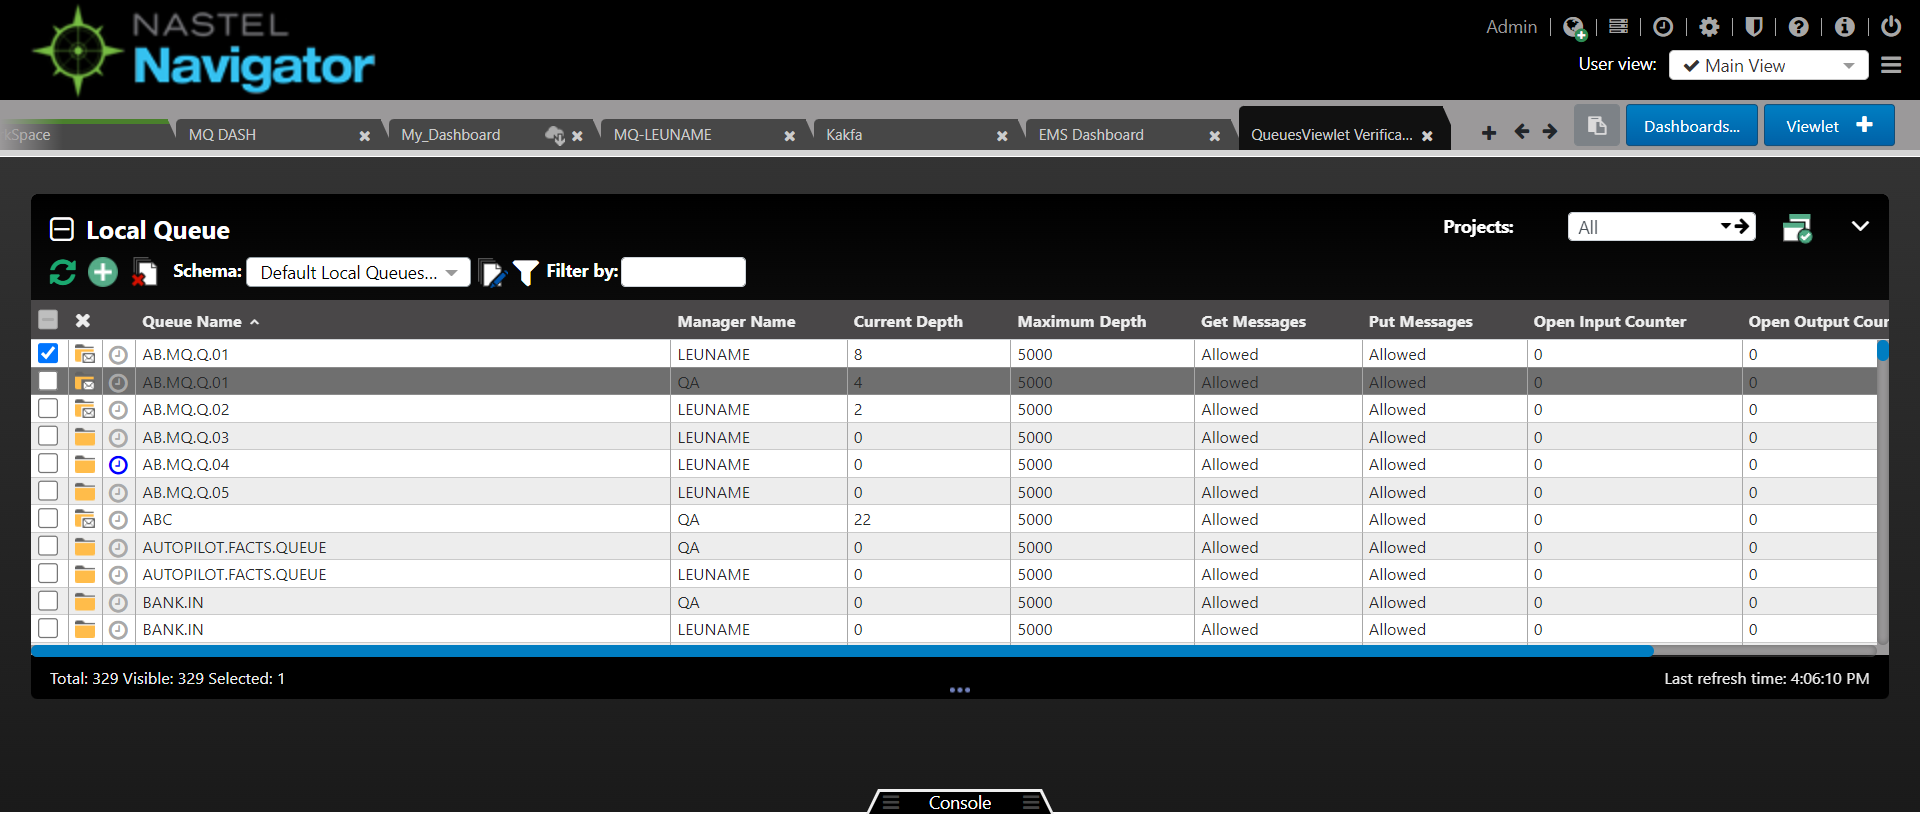 NASTEL
Navigator
Admin
User view: Main View
kSpace
MQ DASH
My_Dashboard
MQ-LEUNAME
Kakfa
EMS Dashboard
QueuesViewlet Verifica...
Dashboards...
Viewlet
Local Queue
Projects: All
Schema: Default Local Queues... Filter by:
Queue Name Manager Name Current Depth Maximum Depth Get Messages Put Messages Open Input Counter Open Output Coun
AB.MQ.Q.01 LEUNAME 8 5000 Allowed Allowed 0 0
AB.MQ.Q.01 QA 4 5000 Allowed Allowed 0 0
AB.MQ.Q.02 LEUNAME 2 5000 Allowed Allowed 0 0
AB.MQ.Q.03 LEUNAME 0 5000 Allowed Allowed 0 0
AB.MQ.Q.04 LEUNAME 0 5000 Allowed Allowed 0 0
AB.MQ.Q.05 LEUNAME 0 5000 Allowed Allowed 0 0
ABC QA 22 5000 Allowed Allowed 0 0
AUTOPILOT.FACTS.QUEUE QA 0 5000 Allowed Allowed 0 0
AUTOPILOT.FACTS.QUEUE LEUNAME 0 5000 Allowed Allowed 0 0
BANK.IN QA 0 5000 Allowed Allowed 0 0
BANK.IN LEUNAME 0 5000 Allowed Allowed 0 0
Total: 329 Visible: 329 Selected: 1
Last refresh time: 4:06:10 PM
Console